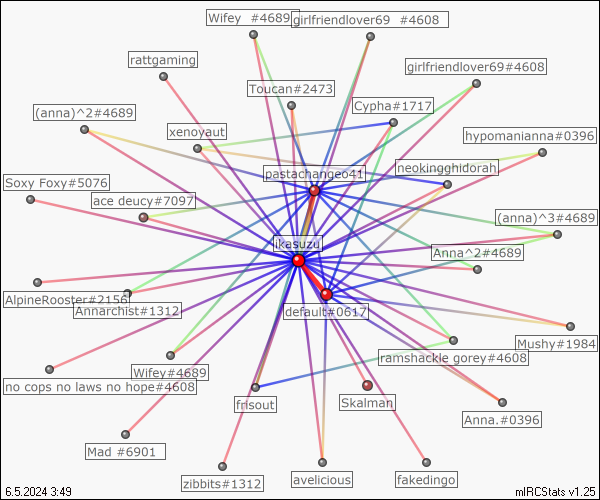 Wifey  #4689
girlfriendlover69  #4608
rattgaming
girlfriendlover69#4608
Toucan#2473
(anna)^2#4689
Cypha#1717
xenoyaut
hypomanianna#0396
pastachangeo41
neokingghidorah
Soxy Foxy#5076
ace deucy#7097
(anna)^3#4689
ikasuzu
Anna^2#4689
AlpineRooster#2156
Annarchist#1312
default#0617
Mushy#1984
ramshackle gorey#4608
Wifey#4689
no cops no laws no hope#4608
frisout
Skalman
Anna.#0396
Mad #6901
zibbits#1312
avelicious
fakedingo
6.5.2024 3:49
mIRCStats v1.25